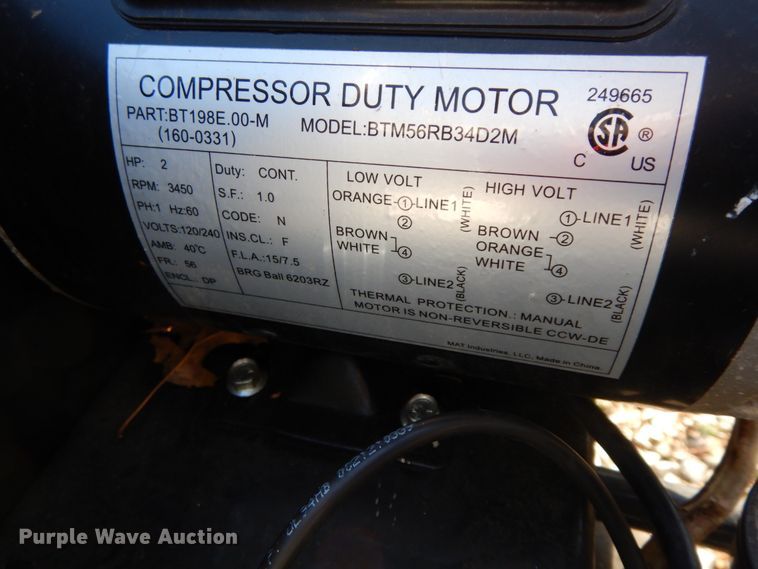 COMPRESSOR DUTY MOTOR
249665
PART:BT198E.00-M
(160-0331)
MODEL:BTM56RB34D2M
SA ®
C US
HP: 2
RPM: 3450
PH:1 Hz:60
VOLTS:120/240
AMB: 40℃
FR.: 56
ENCL.: DP
Duty: CONT.
S.F.: 1.0
CODE: N
INS.CL.: F
F.L.A.:15/7.5
BRG Ball 6203RZ
LOW VOLT
ORANGE-①-LINE1 (WHITE)
②
BROWN
WHITE ④
③-LINE2 (BLACK)
HIGH VOLT
①-LINE1 (WHITE)
BROWN -②
ORANGE
WHITE ④
③-LINE2 (BLACK)
THERMAL PROTECTION.: MANUAL
MOTOR IS NON-REVERSIBLE CCW-DE
MAT Industries, LLC. Made in China.
Purple Wave Auction